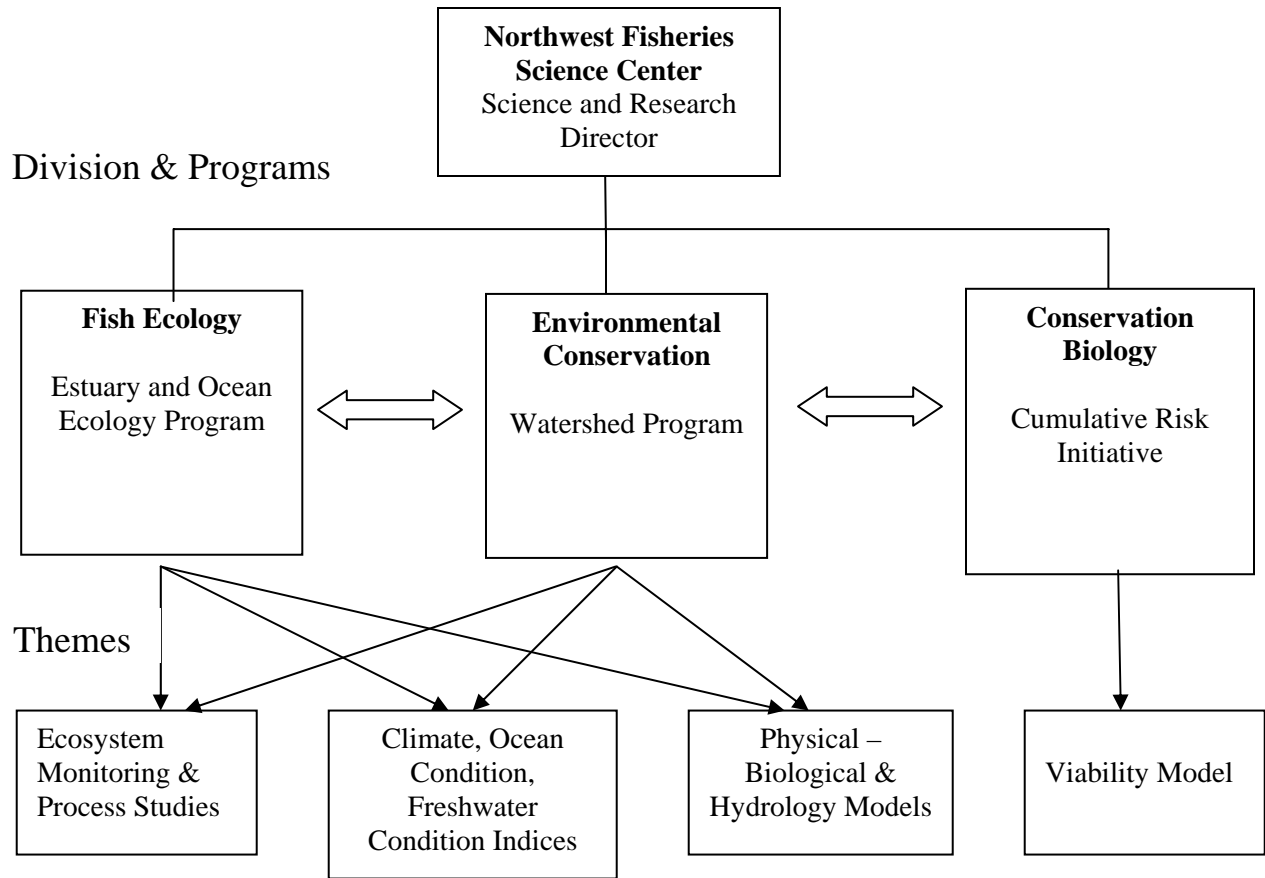 Northwest Fisheries
Science Center
Science and Research
Director
Division & Programs
Fish Ecology
Estuary and Ocean
Ecology Program
Environmental
Conservation
Watershed Program
Conservation
Biology
Cumulative Risk
Initiative
Themes
Ecosystem
Monitoring &
Process Studies
Climate, Ocean
Condition,
Freshwater
Condition Indices
Physical –
Biological &
Hydrology Models
Viability Model